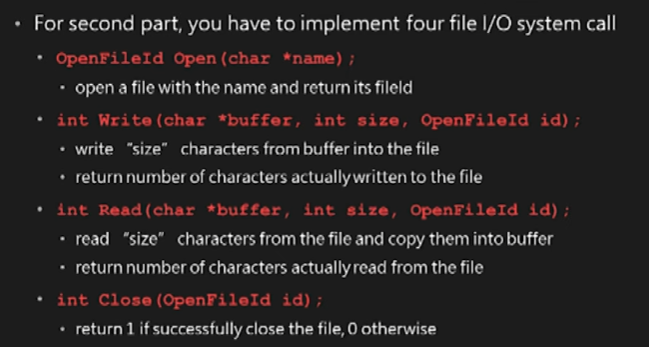 • For second part, you have to implement four file I/O system call
• OpenFileId Open(char *name);
• open a file with the name and return its fileId
• int Write(char *buffer, int size, OpenFileId id);
• write “size” characters from buffer into the file
• return number of characters actually written to the file
• int Read(char *buffer, int size, OpenFileId id);
• read “size” characters from the file and copy them into buffer
• return number of characters actually read from the file
• int Close(OpenFileId id);
• return 1 if successfully close the file, 0 otherwise